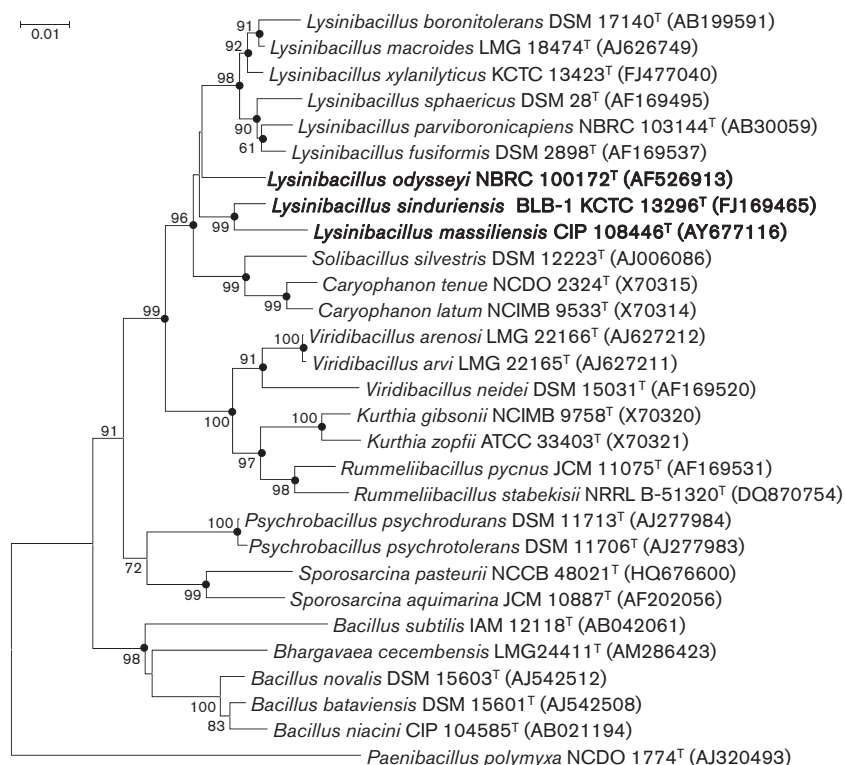 0.01
91
92
98
90
61
99
96
99
99
99
100
91
100
100
97
98
91
100
72
99
98
100
83
Lysinibacillus boronitolerans DSM 17140ᵀ (AB199591)
Lysinibacillus macroides LMG 18474ᵀ (AJ626749)
Lysinibacillus xylanilyticus KCTC 13423ᵀ (FJ477040)
Lysinibacillus sphaericus DSM 28ᵀ (AF169495)
Lysinibacillus parviboronicapiens NBRC 103144ᵀ (AB30059)
Lysinibacillus fusiformis DSM 2898ᵀ (AF169537)
Lysinibacillus odysseyi NBRC 100172ᵀ (AF526913)
Lysinibacillus sinduriensis BLB-1 KCTC 13296ᵀ (FJ169465)
Lysinibacillus massiliensis CIP 108446ᵀ (AY677116)
Solibacillus silvestris DSM 12223ᵀ (AJ006086)
Caryophanon tenue NCDO 2324ᵀ (X70315)
Caryophanon latum NCIMB 9533ᵀ (X70314)
Viridibacillus arenosi LMG 22166ᵀ (AJ627212)
Viridibacillus arvi LMG 22165ᵀ (AJ627211)
Viridibacillus neidei DSM 15031ᵀ (AF169520)
Kurthia gibsonii NCIMB 9758ᵀ (X70320)
Kurthia zopfii ATCC 33403ᵀ (X70321)
Rummeliibacillus pycnus JCM 11075ᵀ (AF169531)
Rummeliibacillus stabekisii NRRL B-51320ᵀ (DQ870754)
Psychrobacillus psychrodurans DSM 11713ᵀ (AJ277984)
Psychrobacillus psychrotolerans DSM 11706ᵀ (AJ277983)
Sporosarcina pasteurii NCCB 48021ᵀ (HQ676600)
Sporosarcina aquimarina JCM 10887ᵀ (AF202056)
Bacillus subtilis IAM 12118ᵀ (AB042061)
Bhargavaea cecembensis LMG24411ᵀ (AM286423)
Bacillus novalis DSM 15603ᵀ (AJ542512)
Bacillus bataviensis DSM 15601ᵀ (AJ542508)
Bacillus niacini CIP 104585ᵀ (AB021194)
Paenibacillus polymyxa NCDO 1774ᵀ (AJ320493)